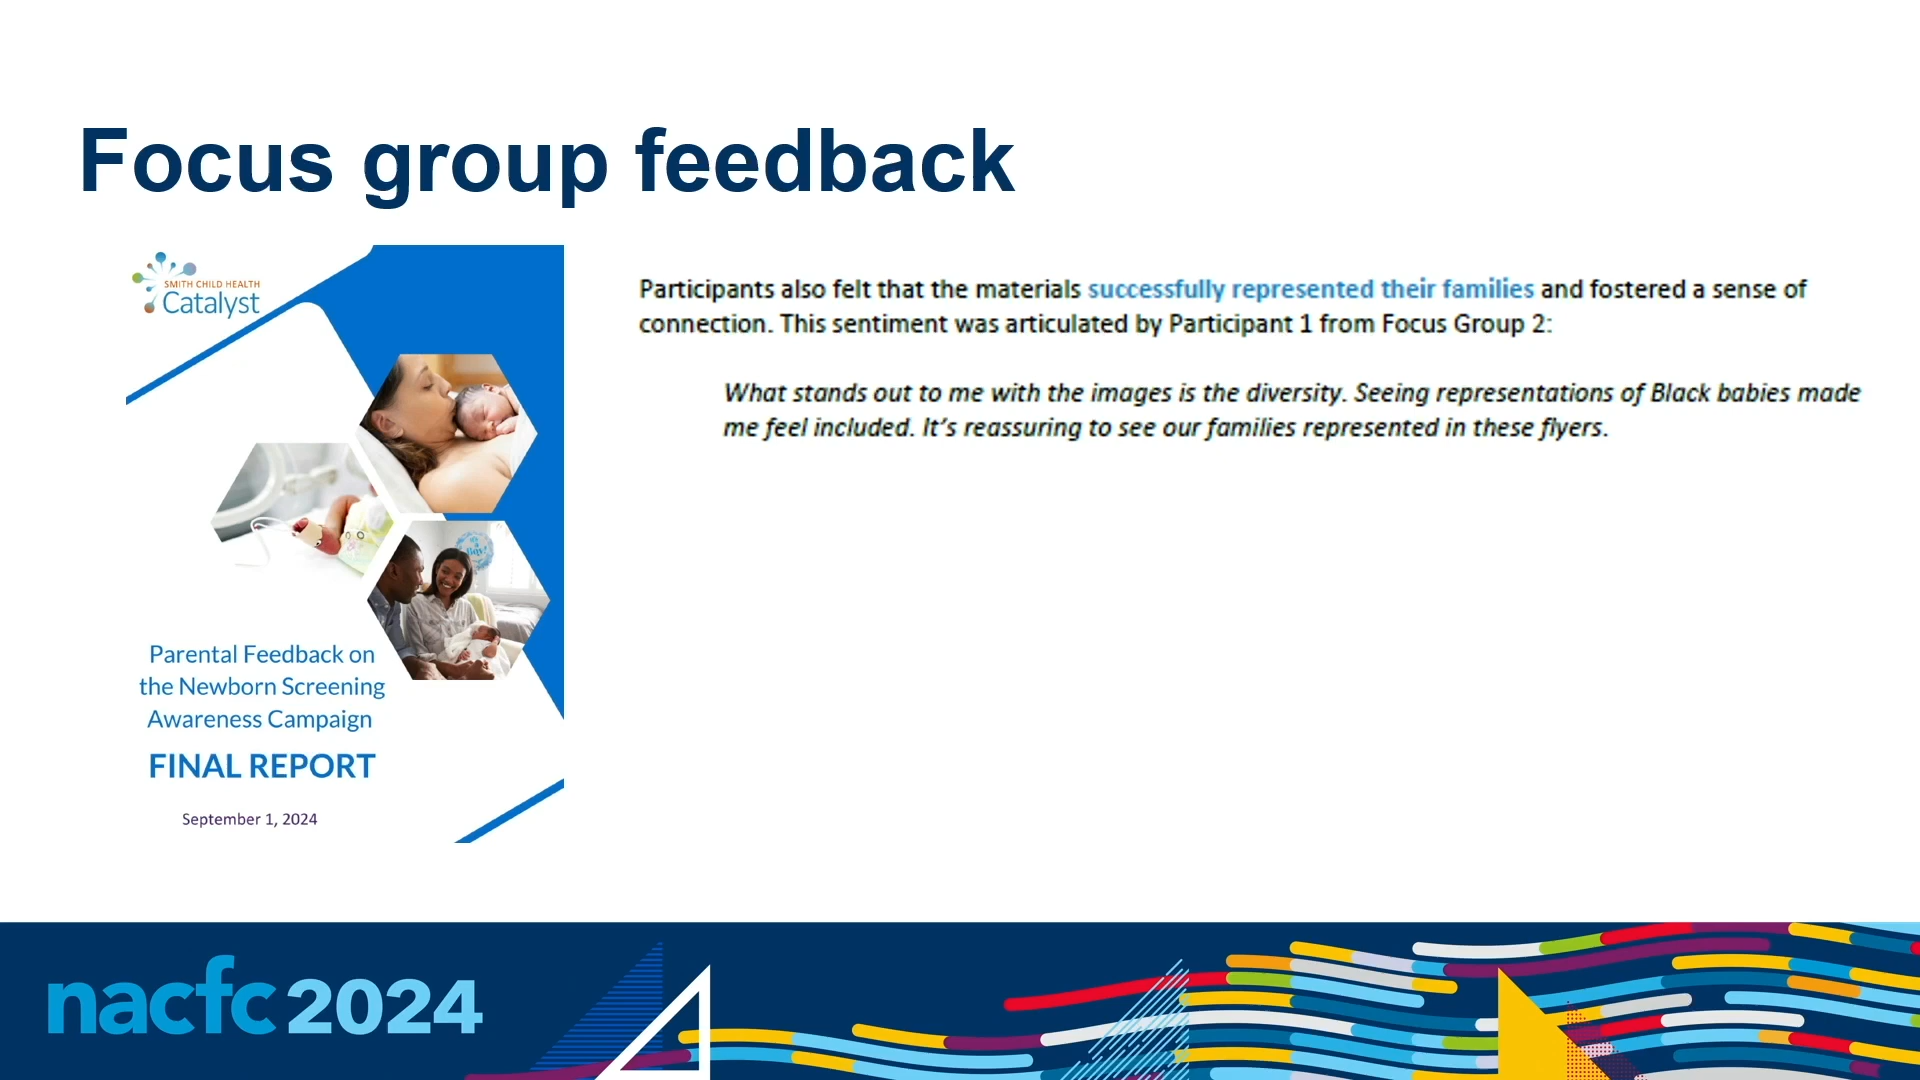 Focus group feedback
SMITH CHILD HEALTH
Catalyst
Parental Feedback on
the Newborn Screening
Awareness Campaign
FINAL REPORT
September 1, 2024
Participants also felt that the materials successfully represented their families and fostered a sense of
connection. This sentiment was articulated by Participant 1 from Focus Group 2:
What stands out to me with the images is the diversity. Seeing representations of Black babies made
me feel included. It’s reassuring to see our families represented in these flyers.
nacfc 2024